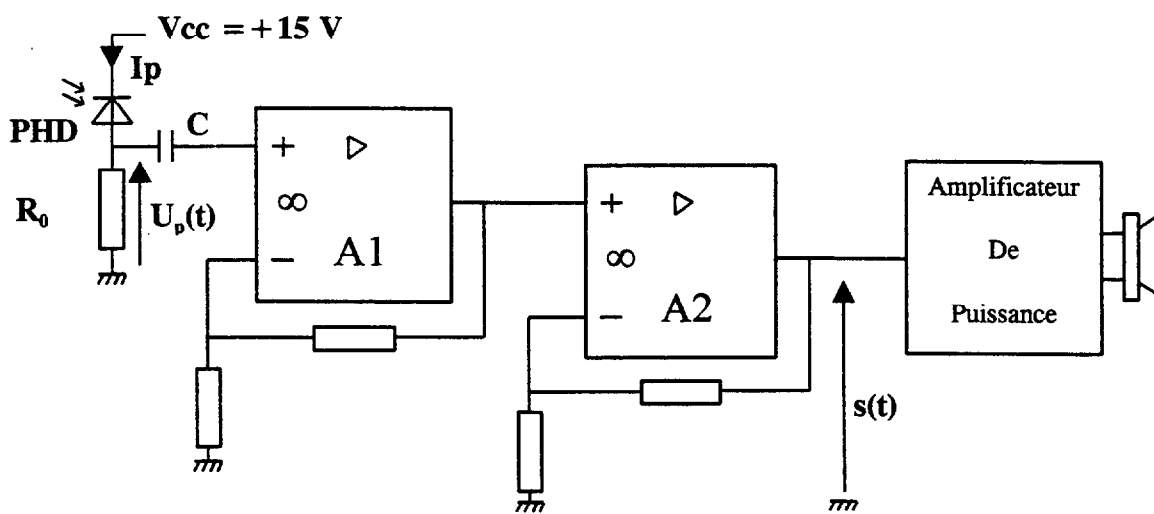 Vcc = + 15 V
Ip
PHD
C
R₀
Uₚ(t)
+
∞
−
A1
+
∞
−
A2
s(t)
Amplificateur
De
Puissance